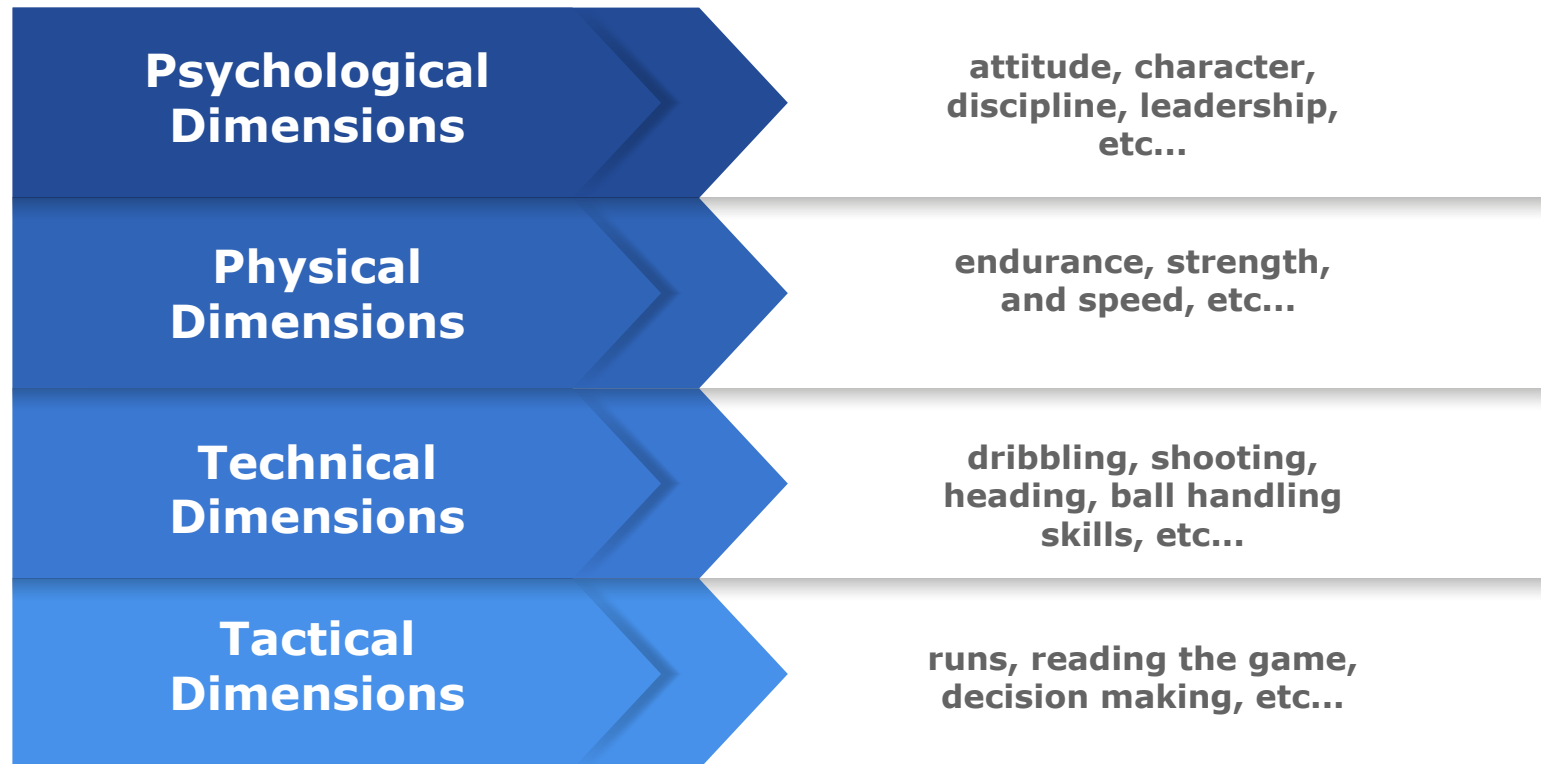 Psychological
Dimensions
attitude, character,
discipline, leadership,
etc...
Physical
Dimensions
endurance, strength,
and speed, etc...
Technical
Dimensions
dribbling, shooting,
heading, ball handling
skills, etc...
Tactical
Dimensions
runs, reading the game,
decision making, etc...